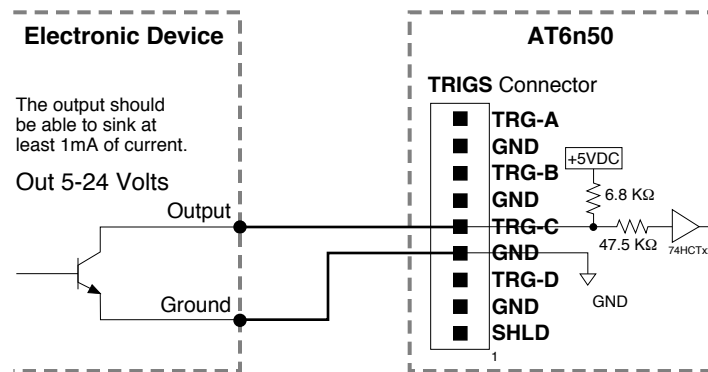 Electronic Device
The output should
be able to sink at
least 1mA of current.
Out 5-24 Volts
Output
Ground
AT6n50
TRIGS Connector
TRG-A
GND
TRG-B
GND
TRG-C
GND
TRG-D
GND
SHLD
1
+5VDC
6.8 KΩ
47.5 KΩ
74HCTx
GND